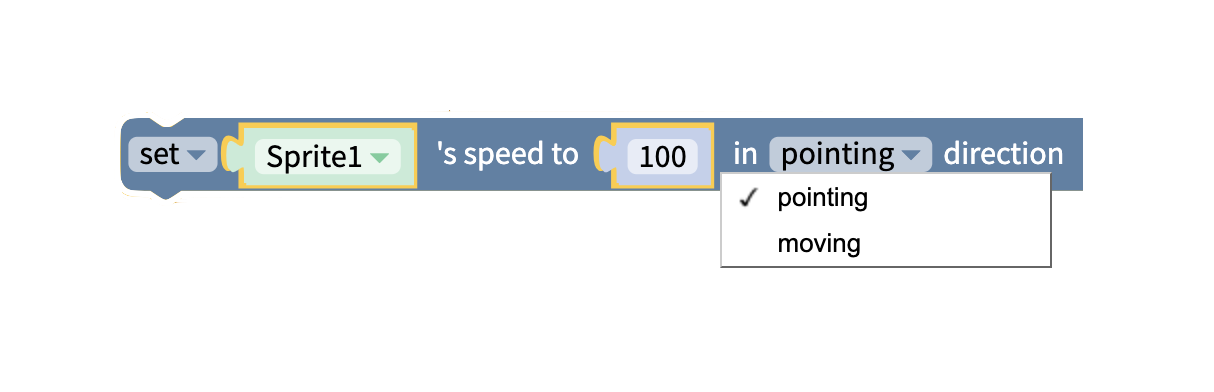 set Sprite1 's speed to 100 in pointing direction
✓ pointing
moving